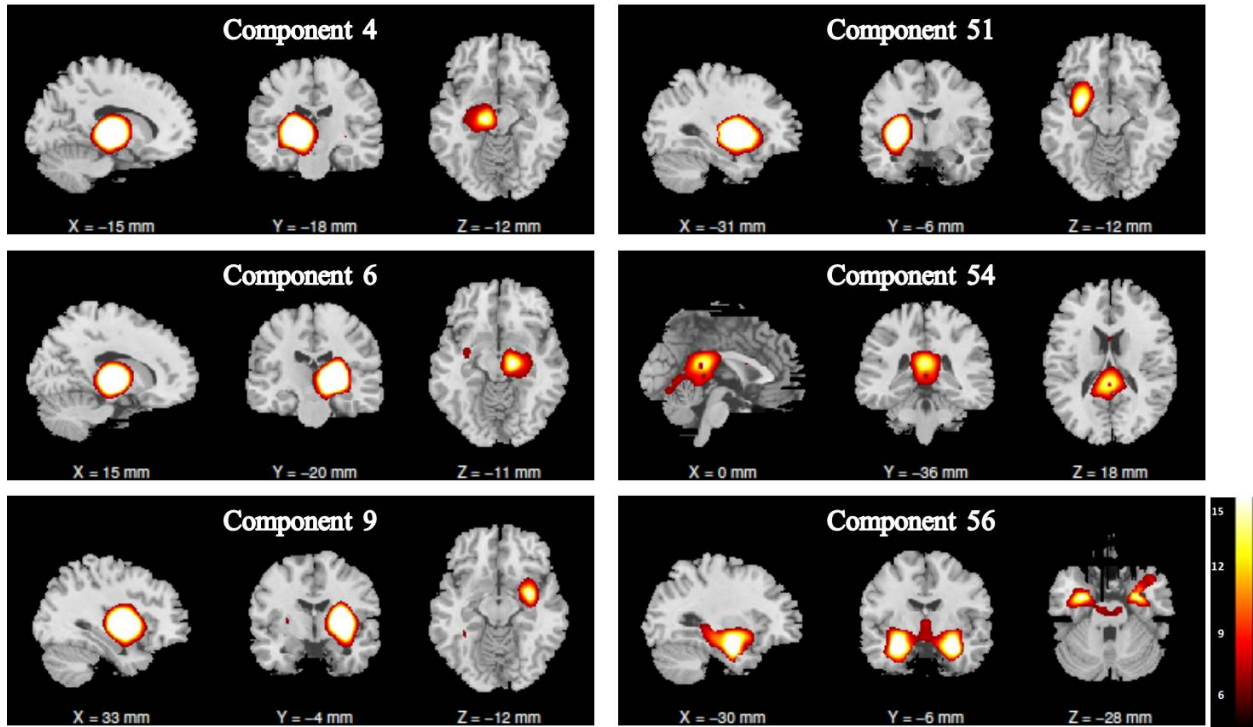 Component 4
X = −15 mm Y = −18 mm Z = −12 mm
Component 51
X = −31 mm Y = −6 mm Z = −12 mm
Component 6
X = 15 mm Y = −20 mm Z = −11 mm
Component 54
X = 0 mm Y = −36 mm Z = 18 mm
Component 9
X = 33 mm Y = −4 mm Z = −12 mm
Component 56
X = −30 mm Y = −6 mm Z = −28 mm
15
12
9
6